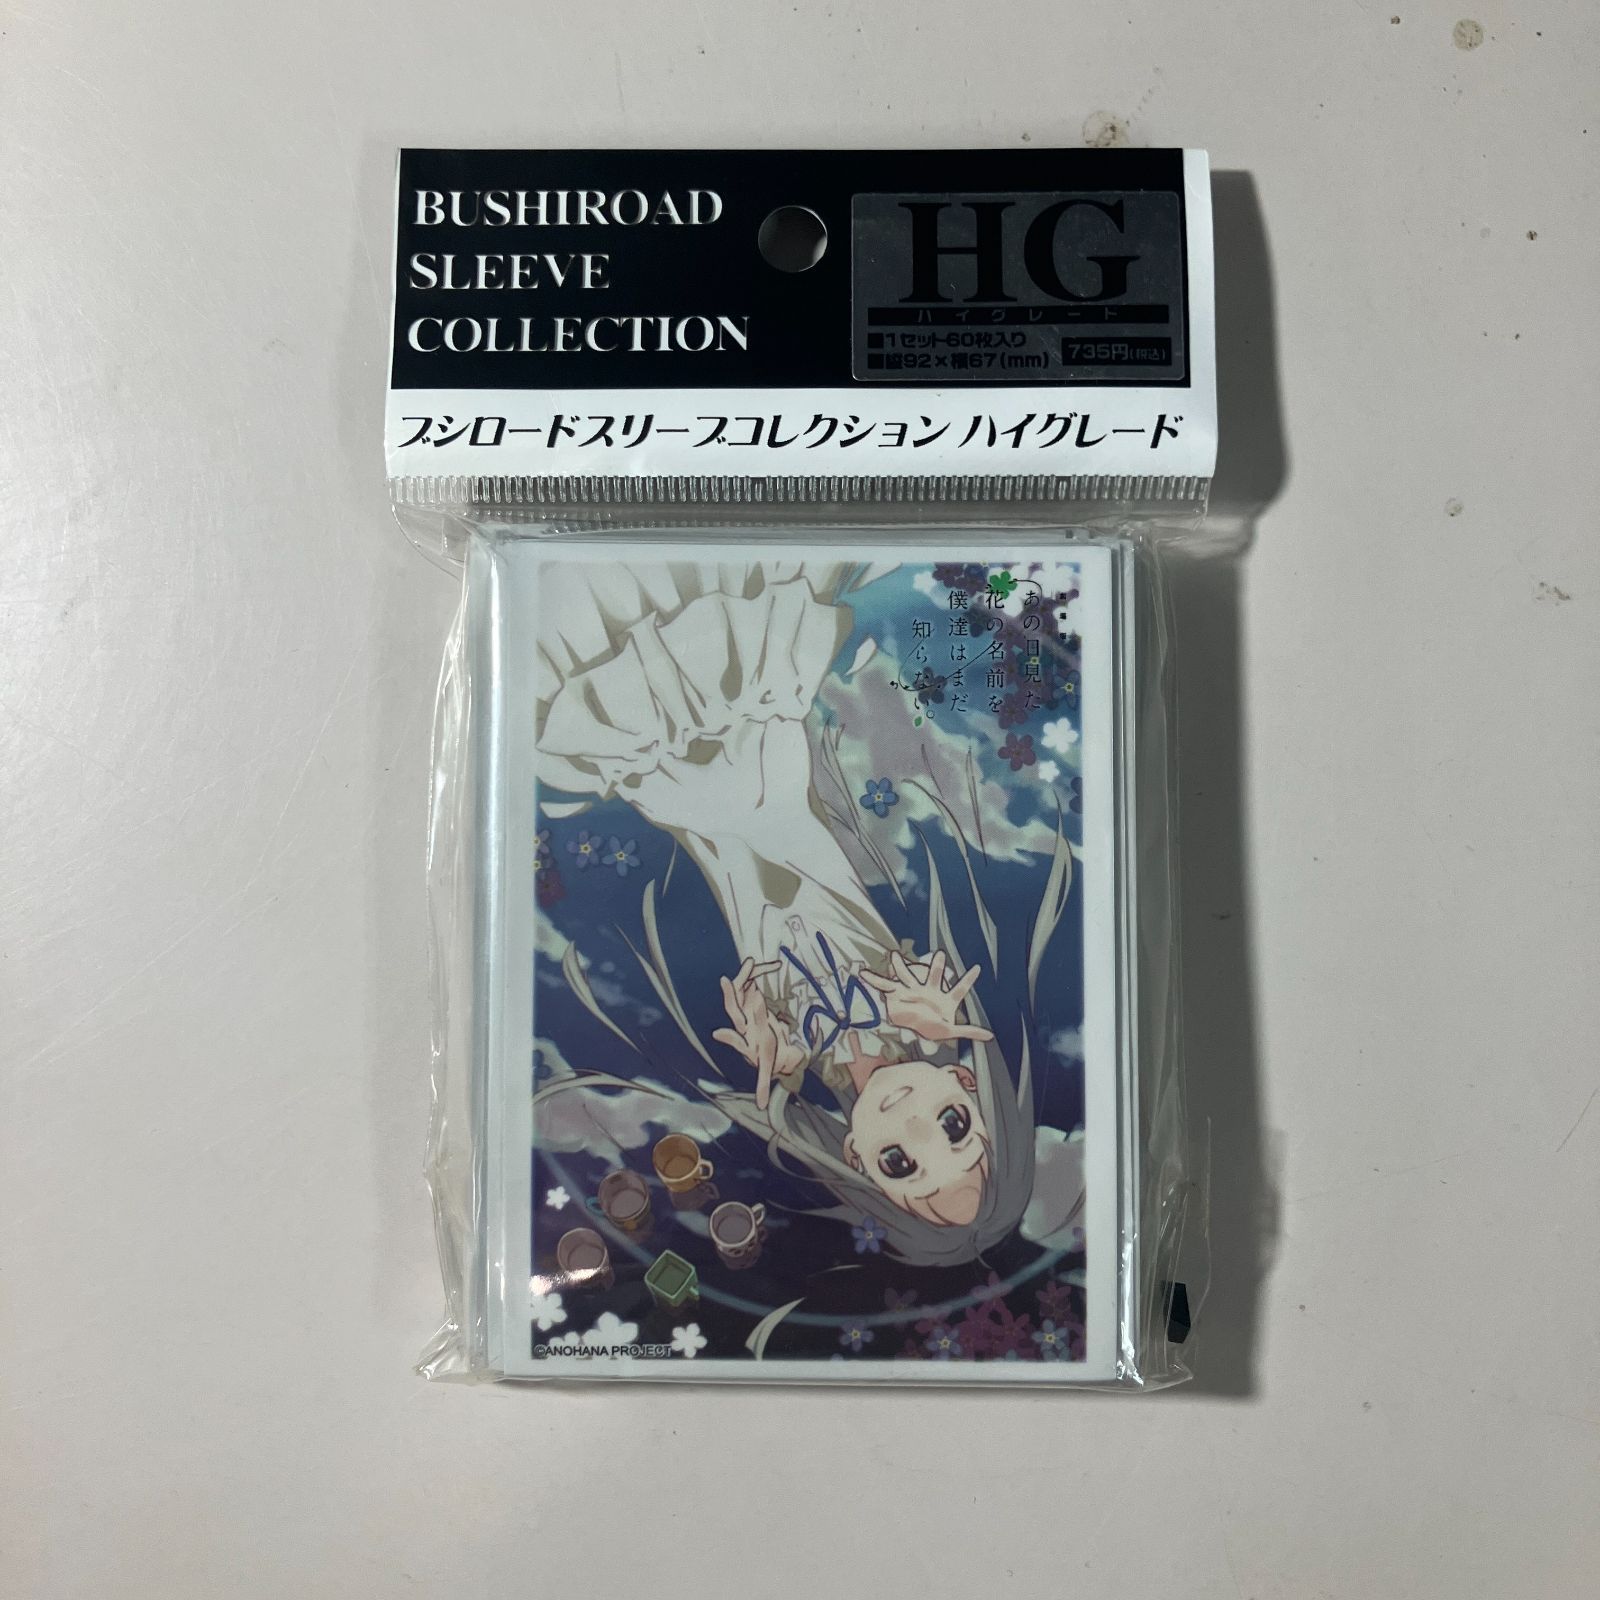 BUSHIROAD
SLEEVE
COLLECTION
HG
ハイグレード
■1セット60枚入り
■縦92×横67(mm)
735円(税込)
ブシロードスリーブコレクション ハイグレード
劇場版
あの日見た
花の名前を
僕達はまだ
知らない。
©ANOHANA PROJECT